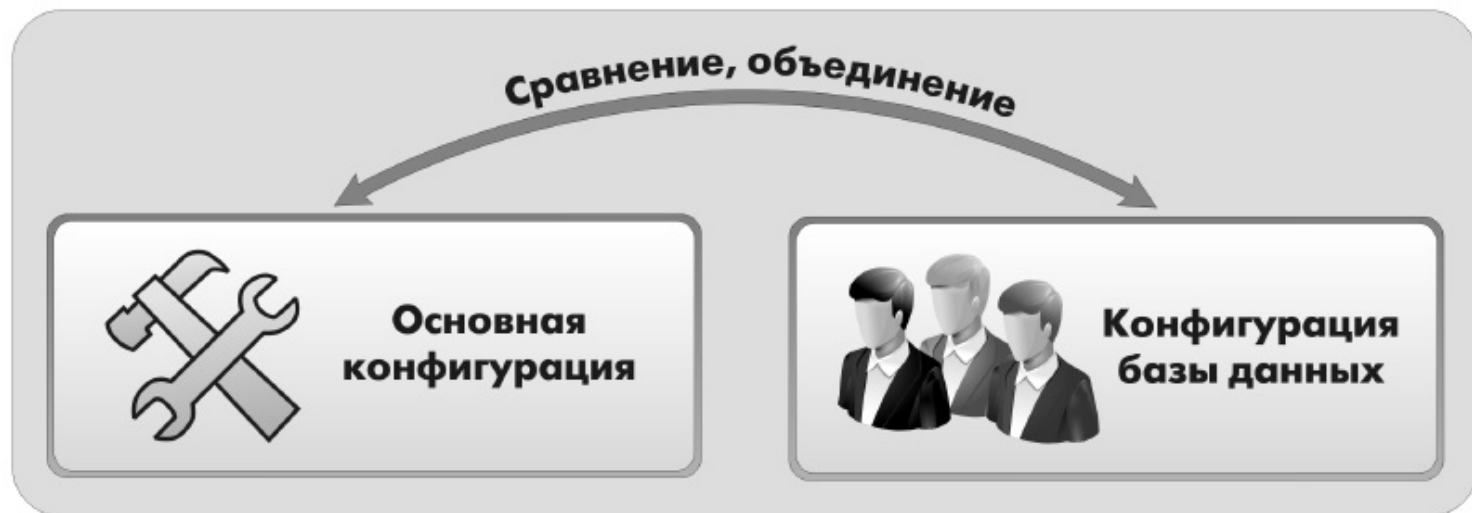 Сравнение, объединение
Основная
конфигурация
Конфигурация
базы данных